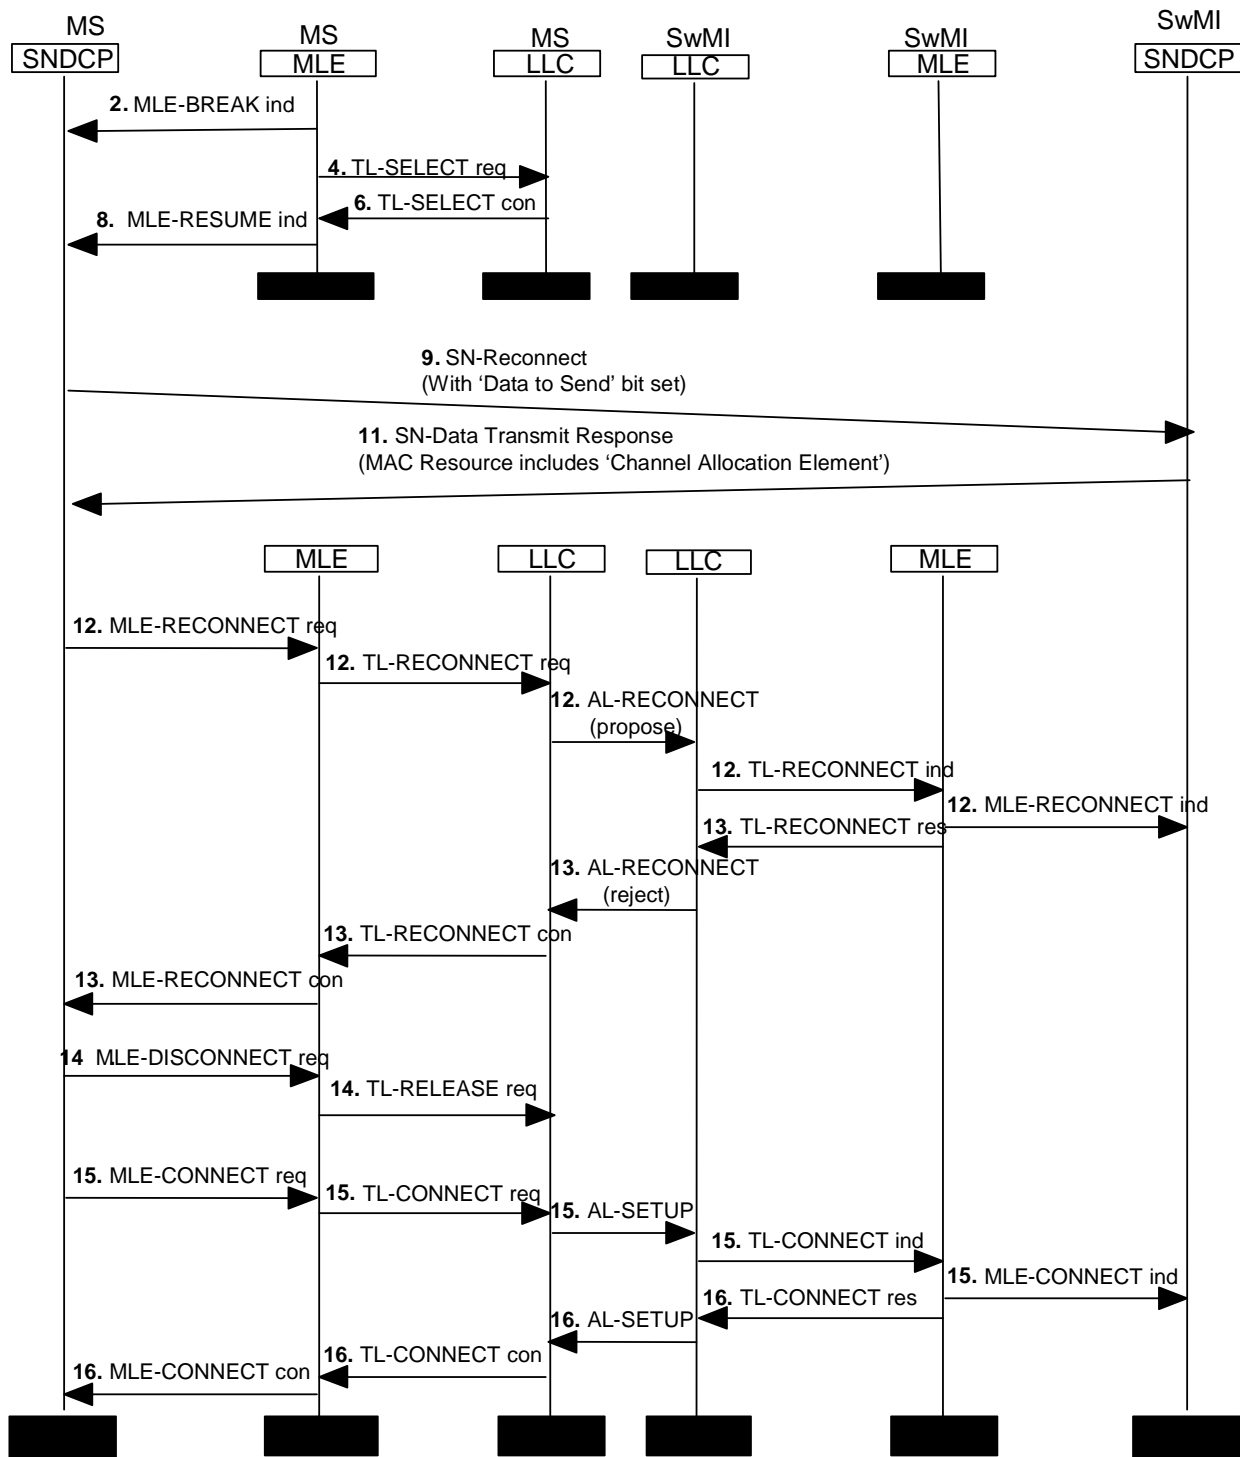 MS
MS
MS
SwMI
SwMI
SwMI
SNDCP
MLE
LLC
LLC
MLE
SNDCP
2. MLE-BREAK ind
4. TL-SELECT req
6. TL-SELECT con
8. MLE-RESUME ind
9. SN-Reconnect
(With ‘Data to Send’ bit set)
11. SN-Data Transmit Response
(MAC Resource includes ‘Channel Allocation Element’)
MLE
LLC
LLC
MLE
12. MLE-RECONNECT req
12. TL-RECONNECT req
12. AL-RECONNECT
(propose)
12. TL-RECONNECT ind
12. MLE-RECONNECT ind
13. TL-RECONNECT res
13. AL-RECONNECT
(reject)
13. TL-RECONNECT con
13. MLE-RECONNECT con
14 MLE-DISCONNECT req
14. TL-RELEASE req
15. MLE-CONNECT req
15. TL-CONNECT req
15. AL-SETUP
15. TL-CONNECT ind
15. MLE-CONNECT ind
16. TL-CONNECT res
16. AL-SETUP
16. TL-CONNECT con
16. MLE-CONNECT con